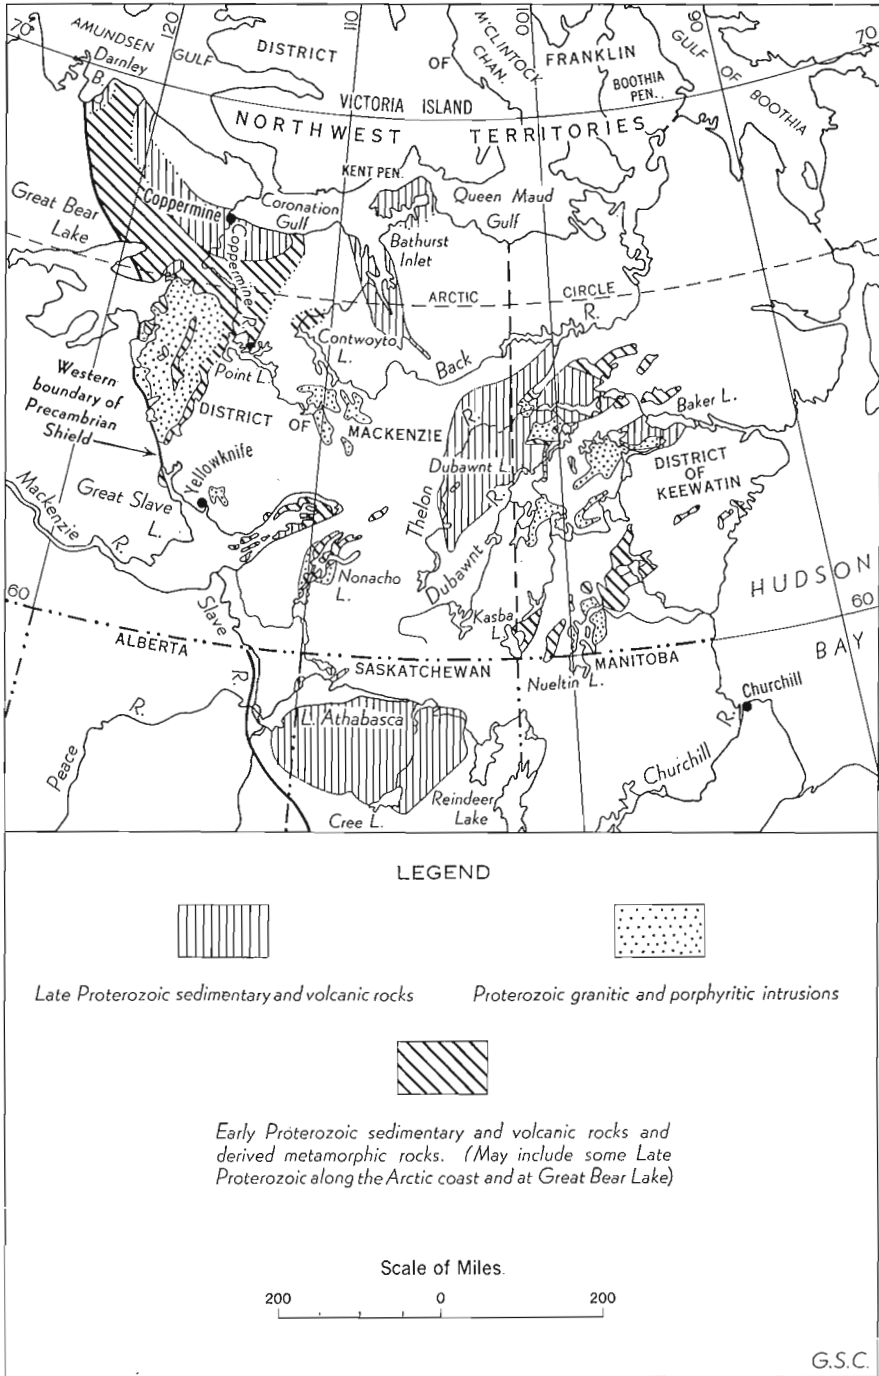 70
120
110
100
90
70
AMUNDSEN
GULF
Darnley
B.
DISTRICT
OF
FRANKLIN
M'CLINTOCK
CHAN.
BOOTHIA
PEN.
GULF
OF
BOOTHIA
VICTORIA ISLAND
NORTHWEST TERRITORIES
KENT PEN.
Great Bear
Lake
Coppermine
Coronation
Gulf
Queen Maud
Gulf
Bathurst
Inlet
Coppermine R.
ARCTIC CIRCLE
Contwoyto
L.
Back R.
Point L.
Western
boundary of
Precambrian
Shield
DISTRICT OF
MACKENZIE
Baker L.
DISTRICT
OF
KEEWATIN
Dubawnt L.
Thelon R.
Dubawnt R.
Yellowknife
Great Slave
L.
Mackenzie R.
Nonacho
L.
Slave R.
Kasba
L.
HUDSON
BAY
60
60
ALBERTA
SASKATCHEWAN
MANITOBA
Nueltin L.
Churchill
Churchill R.
Peace R.
L. Athabasca
Cree L.
Reindeer
Lake
LEGEND
Late Proterozoic sedimentary and volcanic rocks
Proterozoic granitic and porphyritic intrusions
Early Proterozoic sedimentary and volcanic rocks and
derived metamorphic rocks. (May include some Late
Proterozoic along the Arctic coast and at Great Bear Lake)
Scale of Miles.
200 0 200
G.S.C.